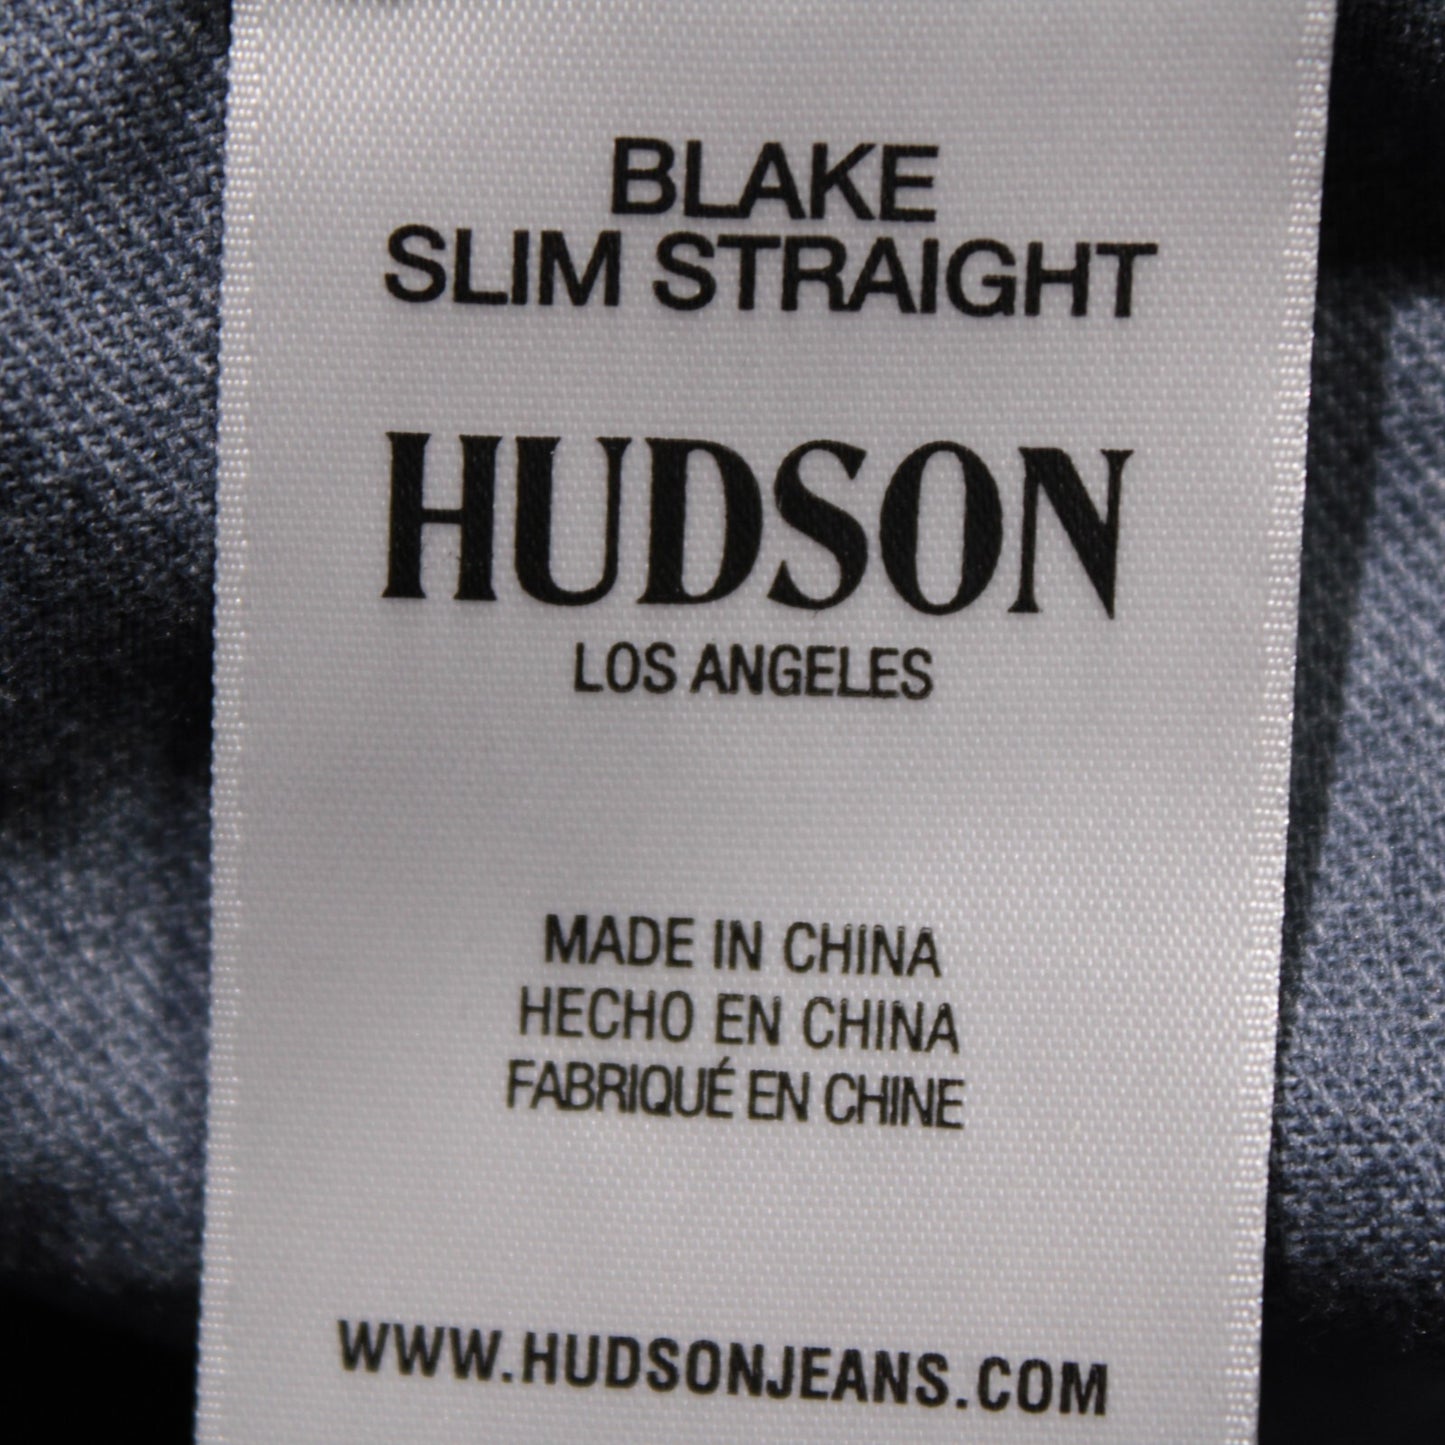 BLAKE
SLIM STRAIGHT
HUDSON
LOS ANGELES
MADE IN CHINA
HECHO EN CHINA
FABRIQUÉ EN CHINE
WWW.HUDSONJEANS.COM